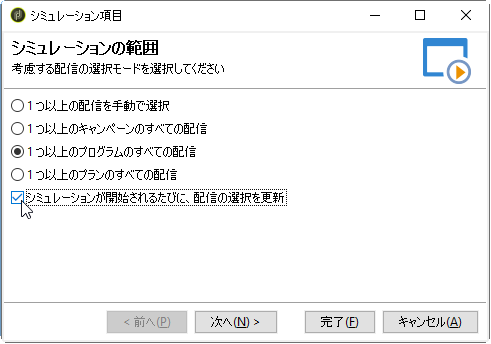 シミュレーション項目
シミュレーションの範囲
考慮する配信の選択モードを選択してください
1 つ以上の配信を手動で選択
1 つ以上のキャンペーンのすべての配信
1 つ以上のプログラムのすべての配信
1 つ以上のプランのすべての配信
シミュレーションが開始されるたびに、配信の選択を更新
< 前へ(P) 次へ(N) > 完了(F) キャンセル(A)